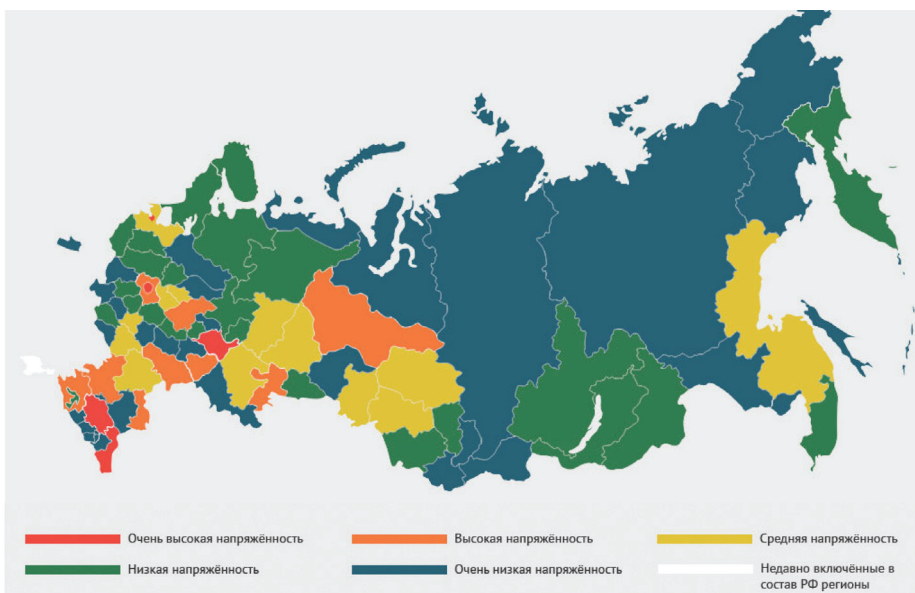 Очень высокая напряжённость
Высокая напряжённость
Средняя напряжённость
Низкая напряжённость
Очень низкая напряжённость
Недавно включённые в
состав РФ регионы